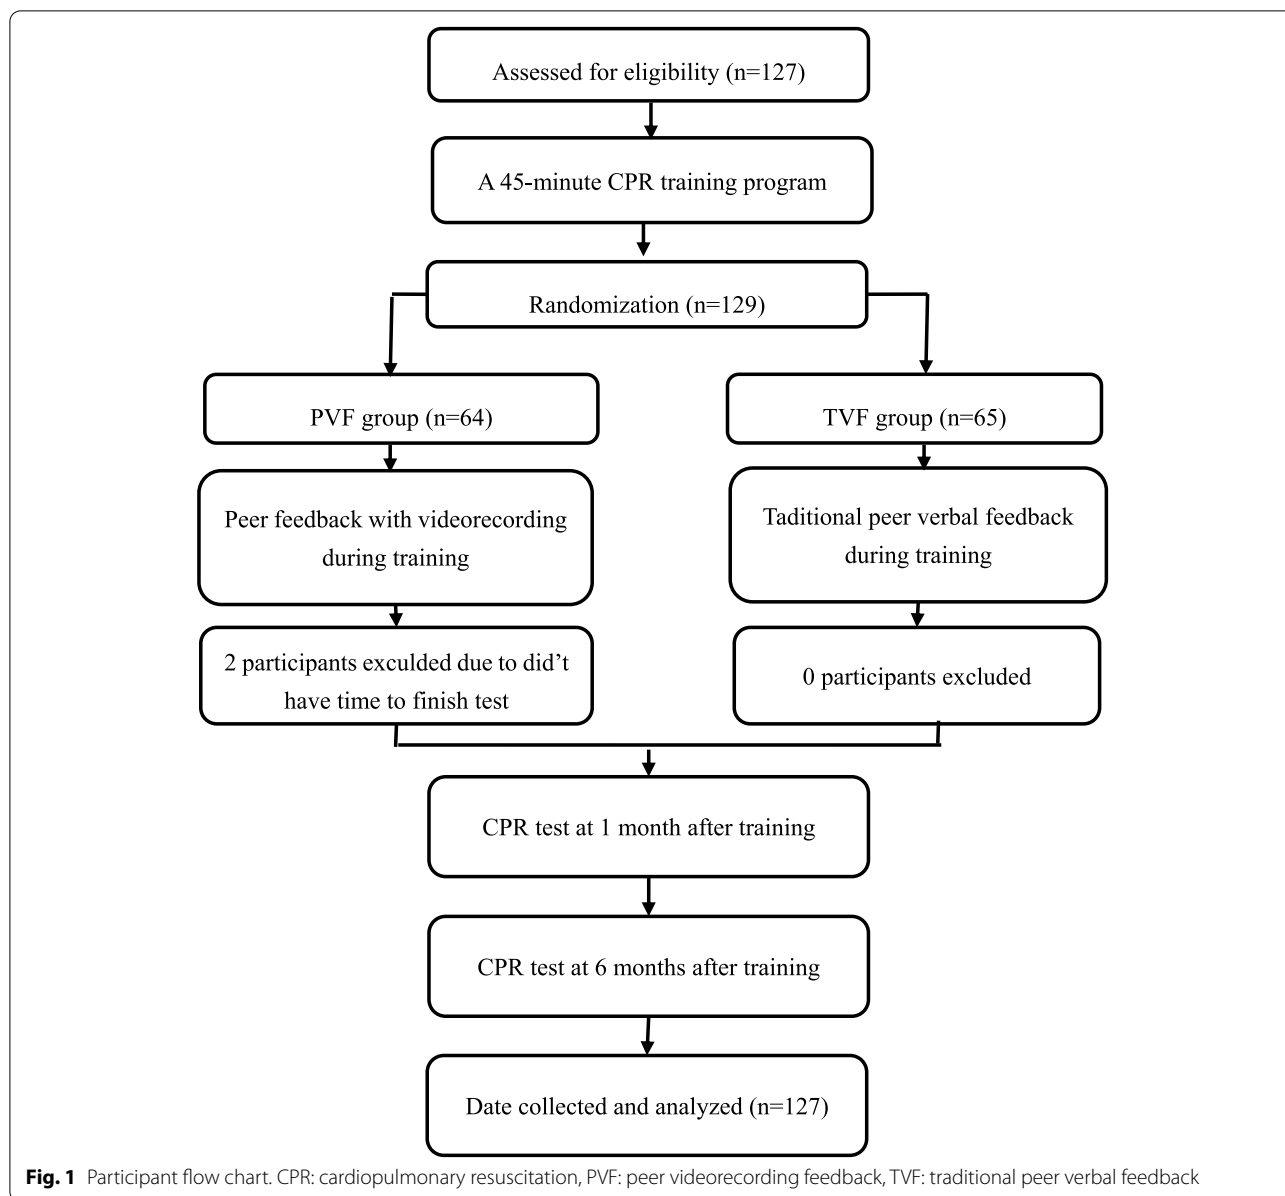 Assessed for eligibility (n=127)
A 45-minute CPR training program
Randomization (n=129)
PVF group (n=64)
TVF group (n=65)
Peer feedback with videorecording
during training
Taditional peer verbal feedback
during training
2 participants exculded due to did’t
have time to finish test
0 participants excluded
CPR test at 1 month after training
CPR test at 6 months after training
Date collected and analyzed (n=127)
Fig. 1 Participant flow chart. CPR: cardiopulmonary resuscitation, PVF: peer videorecording feedback, TVF: traditional peer verbal feedback